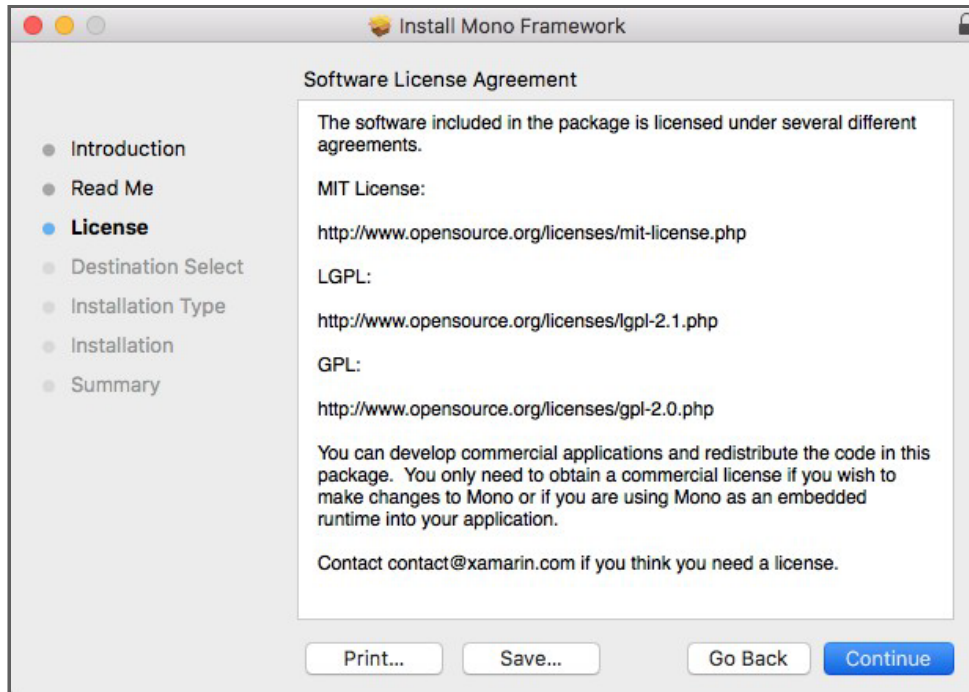 Install Mono Framework
Software License Agreement
Introduction
Read Me
License
Destination Select
Installation Type
Installation
Summary
The software included in the package is licensed under several different
agreements.
MIT License:
http://www.opensource.org/licenses/mit-license.php
LGPL:
http://www.opensource.org/licenses/lgpl-2.1.php
GPL:
http://www.opensource.org/licenses/gpl-2.0.php
You can develop commercial applications and redistribute the code in this
package.  You only need to obtain a commercial license if you wish to
make changes to Mono or if you are using Mono as an embedded
runtime into your application.
Contact contact@xamarin.com if you think you need a license.
Print... Save... Go Back Continue